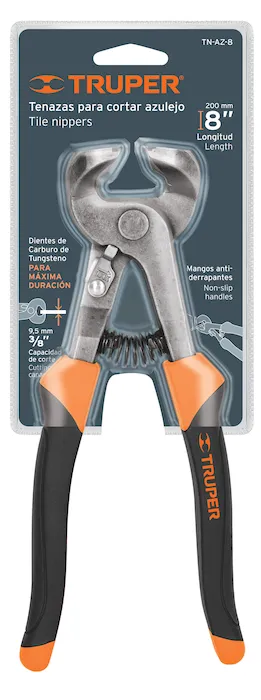 TN-AZ-8
TRUPER
Tenazas para cortar azulejo
Tile nippers
200 mm
8"
Longitud
Length
Dientes de
Carburo de
Tungsteno
PARA
MÁXIMA
DURACIÓN
Mangos anti-
derrapantes
Non-slip
handles
9,5 mm
3/8"
Capacidad
de corte
TRUPER